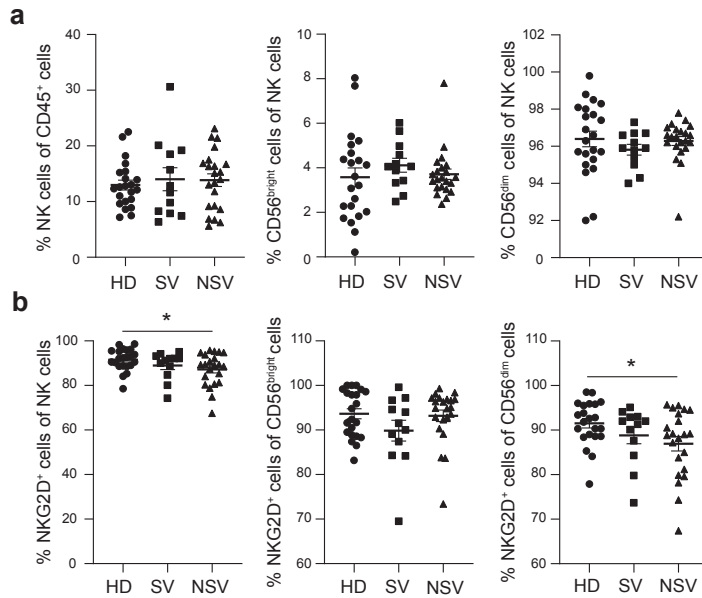 a
% NK cells of CD45+ cells
40
30
20
10
0
HD SV NSV
% CD56bright cells of NK cells
10
8
6
4
2
0
HD SV NSV
% CD56dim cells of NK cells
102
100
98
96
94
92
0
HD SV NSV
b
% NKG2D+ cells of NK cells
100
80
60
40
20
0
*
HD SV NSV
% NKG2D+ cells of CD56bright cells
110
100
90
80
70
60
HD SV NSV
% NKG2D+ cells of CD56dim cells
110
100
90
80
70
60
*
HD SV NSV